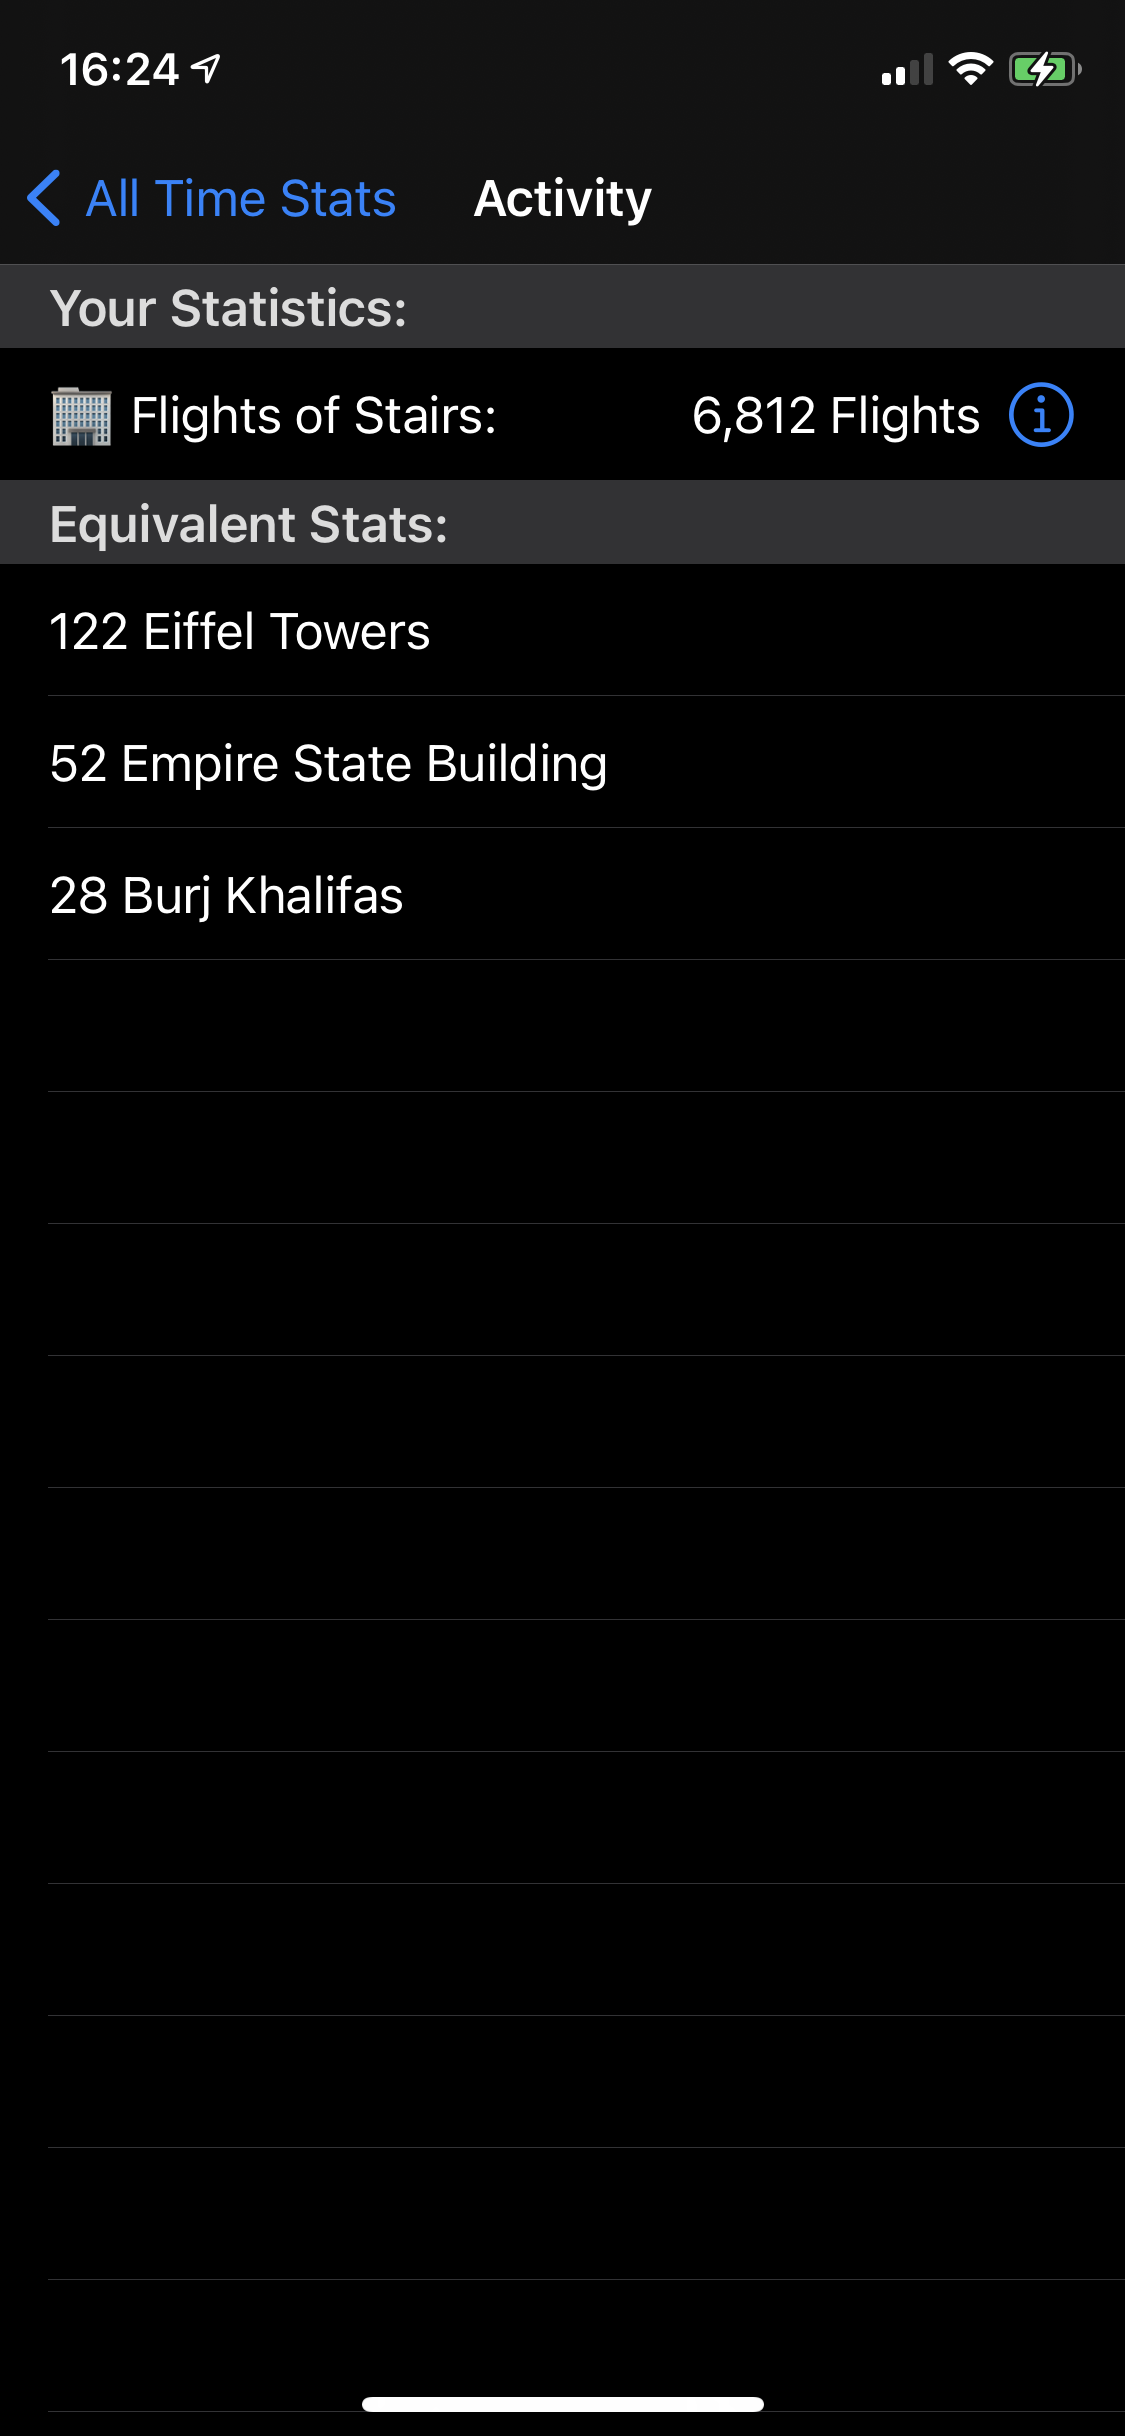 16:24
All Time Stats Activity
Your Statistics:
Flights of Stairs: 6,812 Flights
Equivalent Stats:
122 Eiffel Towers
52 Empire State Building
28 Burj Khalifas